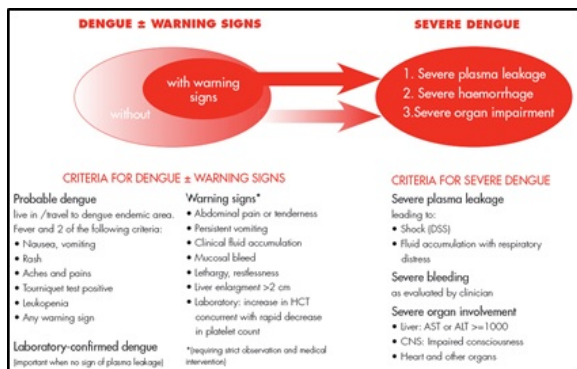 DENGUE ± WARNING SIGNS
SEVERE DENGUE
with warning
signs
without
1. Severe plasma leakage
2. Severe haemorrhage
3.Severe organ impairment
CRITERIA FOR DENGUE ± WARNING SIGNS
Probable dengue
live in /travel to dengue endemic area.
Fever and 2 of the following criteria:
• Nausea, vomiting
• Rash
• Aches and pains
• Tourniquet test positive
• Leukopenia
• Any warning sign
Laboratory-confirmed dengue
(important when no sign of plasma leakage)
Warning signs*
• Abdominal pain or tenderness
• Persistent vomiting
• Clinical fluid accumulation
• Mucosal bleed
• Lethargy, restlessness
• Liver enlargment >2 cm
• Laboratory: increase in HCT
concurrent with rapid decrease
in platelet count
*(requiring strict observation and medical
intervention)
CRITERIA FOR SEVERE DENGUE
Severe plasma leakage
leading to:
• Shock (DSS)
• Fluid accumulation with respiratory
distress
Severe bleeding
as evaluated by clinician
Severe organ involvement
• Liver: AST or ALT >=1000
• CNS: Impaired consciousness
• Heart and other organs